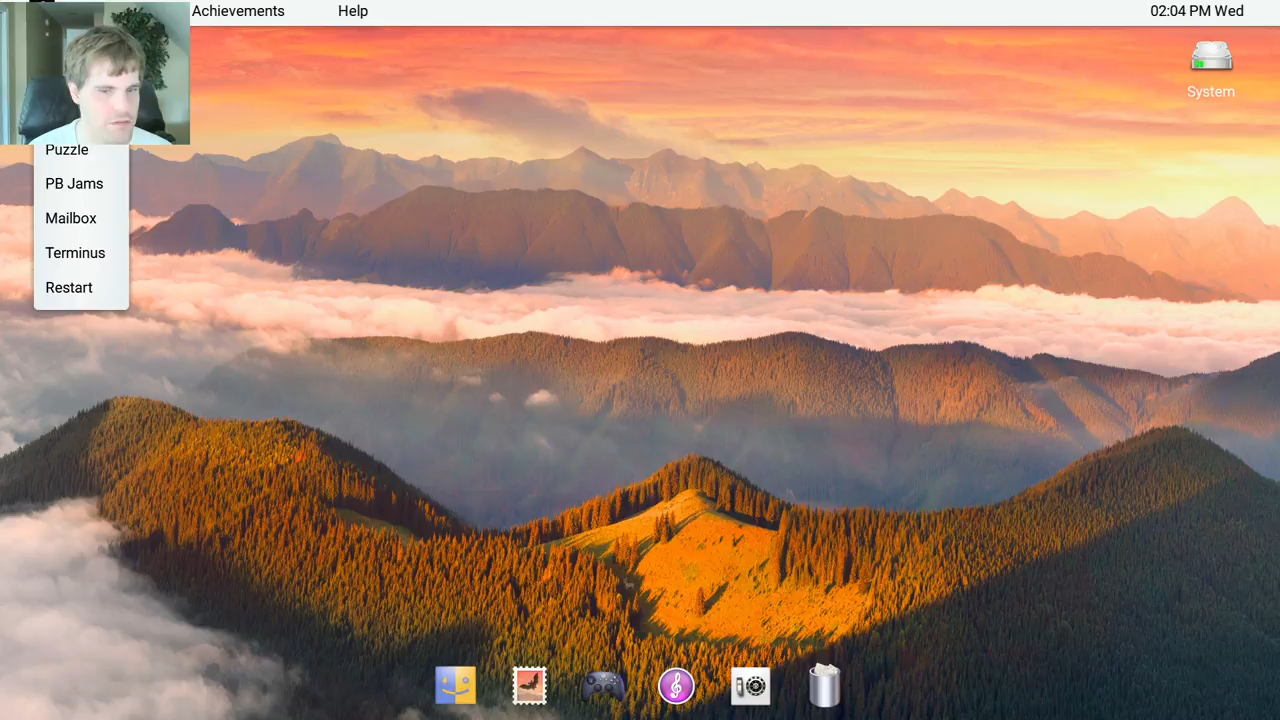 Achievements Help 02:04 PM Wed
System
Puzzle
PB Jams
Mailbox
Terminus
Restart